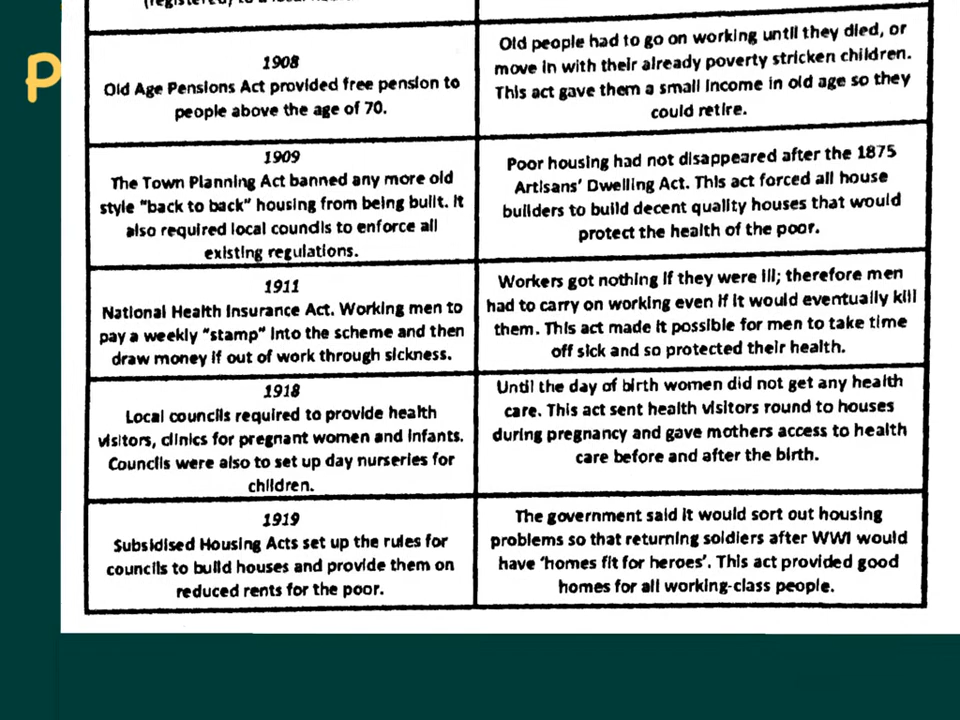 P
1908
Old Age Pensions Act provided free pension to
people above the age of 70.
Old people had to go on working until they died, or
move in with their already poverty stricken children.
This act gave them a small income in old age so they
could retire.
1909
The Town Planning Act banned any more old
style "back to back" housing from being built. It
also required local councils to enforce all
existing regulations.
Poor housing had not disappeared after the 1875
Artisans' Dwelling Act. This act forced all house
builders to build decent quality houses that would
protect the health of the poor.
1911
National Health Insurance Act. Working men to
pay a weekly "stamp" into the scheme and then
draw money if out of work through sickness.
Workers got nothing if they were ill; therefore men
had to carry on working even if it would eventually kill
them. This act made it possible for men to take time
off sick and so protected their health.
1918
Local councils required to provide health
visitors, clinics for pregnant women and infants.
Councils were also to set up day nurseries for
children.
Until the day of birth women did not get any health
care. This act sent health visitors round to houses
during pregnancy and gave mothers access to health
care before and after the birth.
1919
Subsidised Housing Acts set up the rules for
councils to build houses and provide them on
reduced rents for the poor.
The government said it would sort out housing
problems so that returning soldiers after WWI would
have 'homes fit for heroes'. This act provided good
homes for all working-class people.